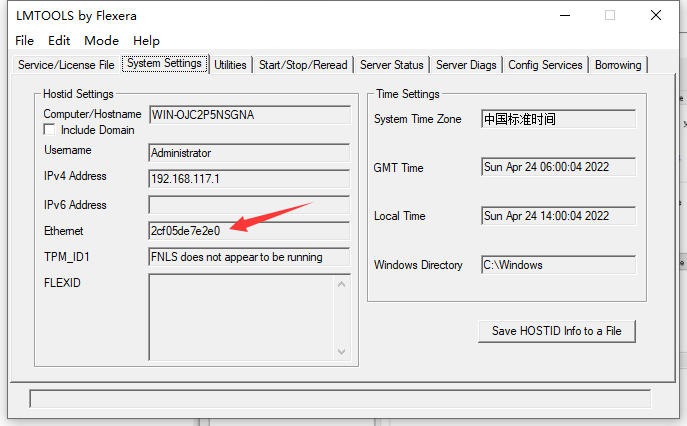 LMTOOLS by Flexera
File Edit Mode Help
Service/License File System Settings Utilities Start/Stop/Reread Server Status Server Diags Config Services Borrowing
Hostid Settings
Computer/Hostname WIN-OJC2P5NSGNA
Include Domain
Username Administrator
IPv4 Address 192.168.117.1
IPv6 Address
Ethernet 2cf05de7e2e0
TPM_ID1 FNLS does not appear to be running
FLEXID
Time Settings
System Time Zone 中国标准时间
GMT Time Sun Apr 24 06:00:04 2022
Local Time Sun Apr 24 14:00:04 2022
Windows Directory C:\Windows
Save HOSTID Info to a File